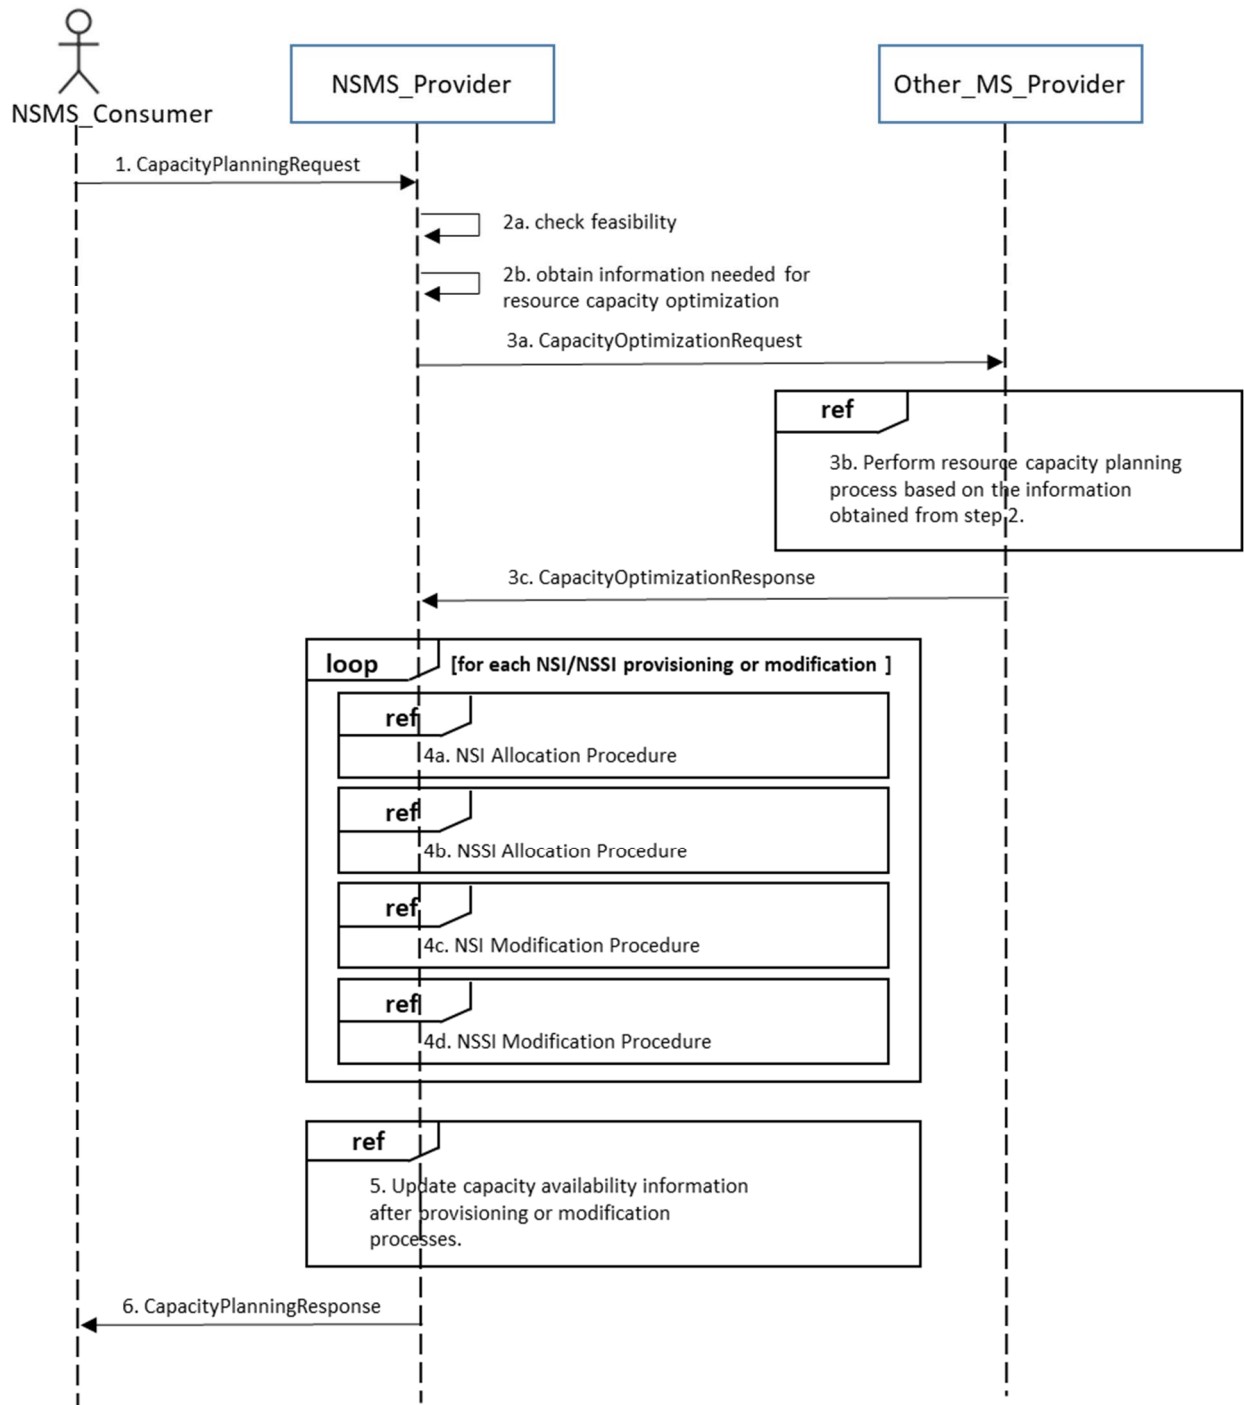 NSMS_Consumer
NSMS_Provider
Other_MS_Provider
1. CapacityPlanningRequest
2a. check feasibility
2b. obtain information needed for
resource capacity optimization
3a. CapacityOptimizationRequest
ref
3b. Perform resource capacity planning
process based on the information
obtained from step 2.
3c. CapacityOptimizationResponse
loop [for each NSI/NSSI provisioning or modification ]
ref
4a. NSI Allocation Procedure
ref
4b. NSSI Allocation Procedure
ref
4c. NSI Modification Procedure
ref
4d. NSSI Modification Procedure
ref
5. Update capacity availability information
after provisioning or modification
processes.
6. CapacityPlanningResponse